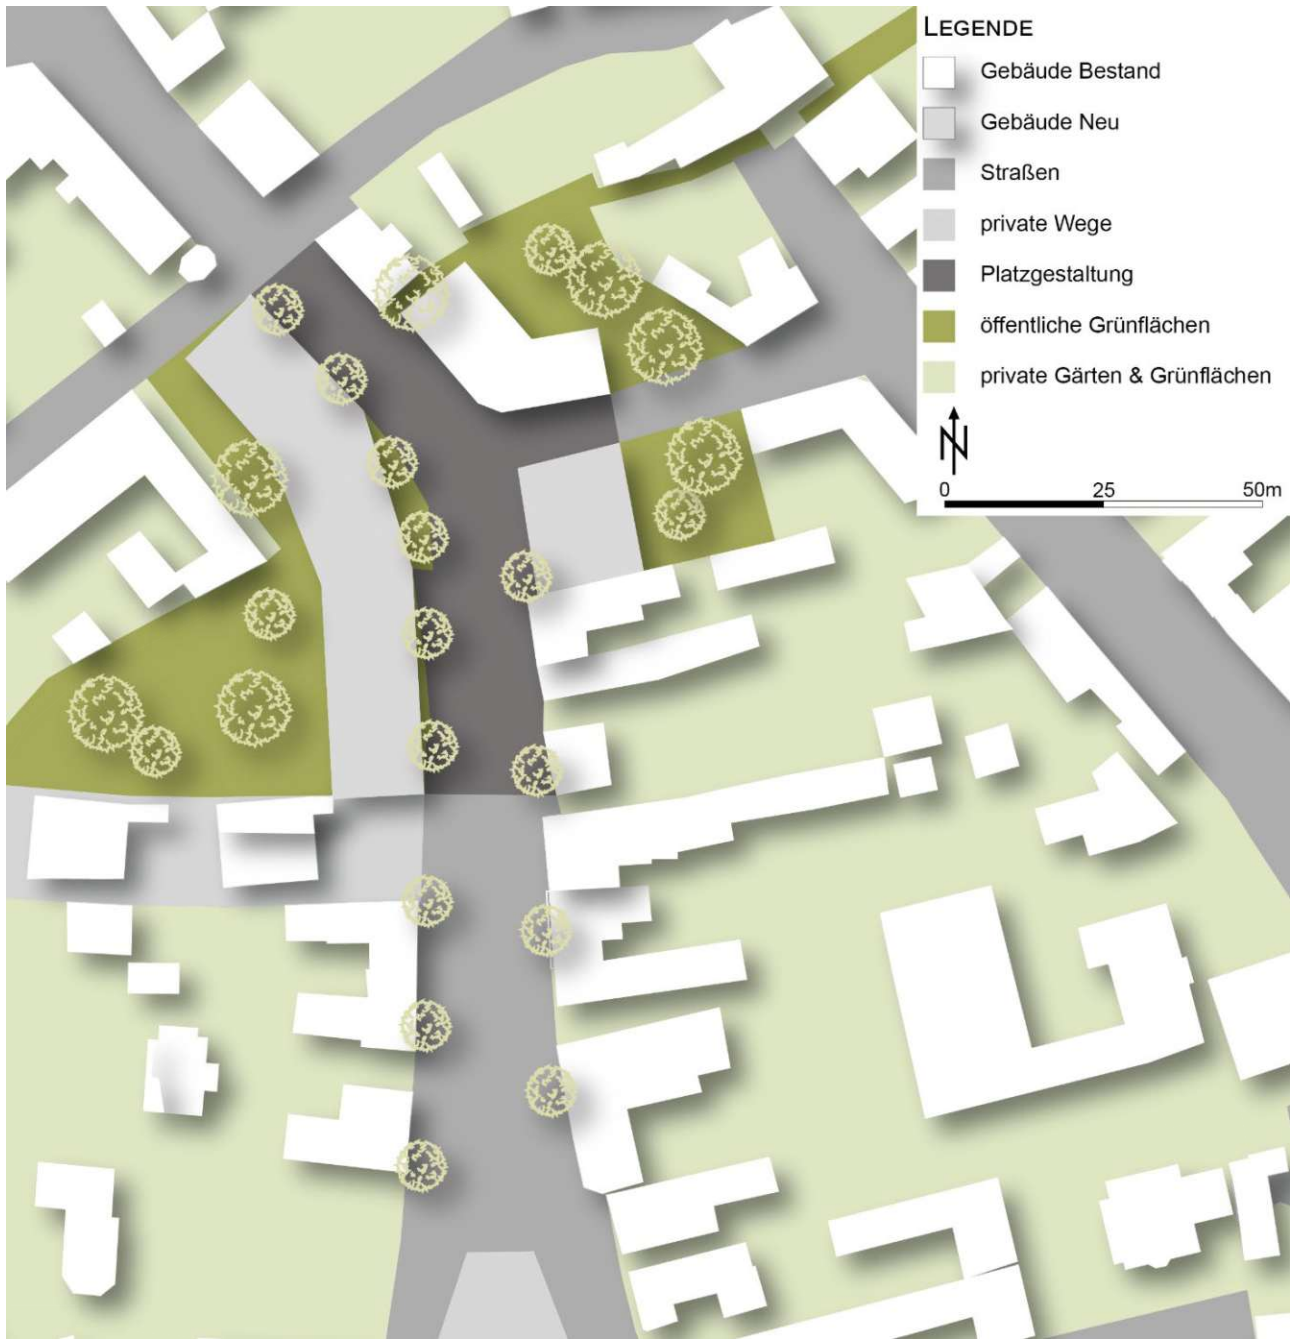 LEGENDE
Gebäude Bestand
Gebäude Neu
Straßen
private Wege
Platzgestaltung
öffentliche Grünflächen
private Gärten & Grünflächen
N
0 25 50m